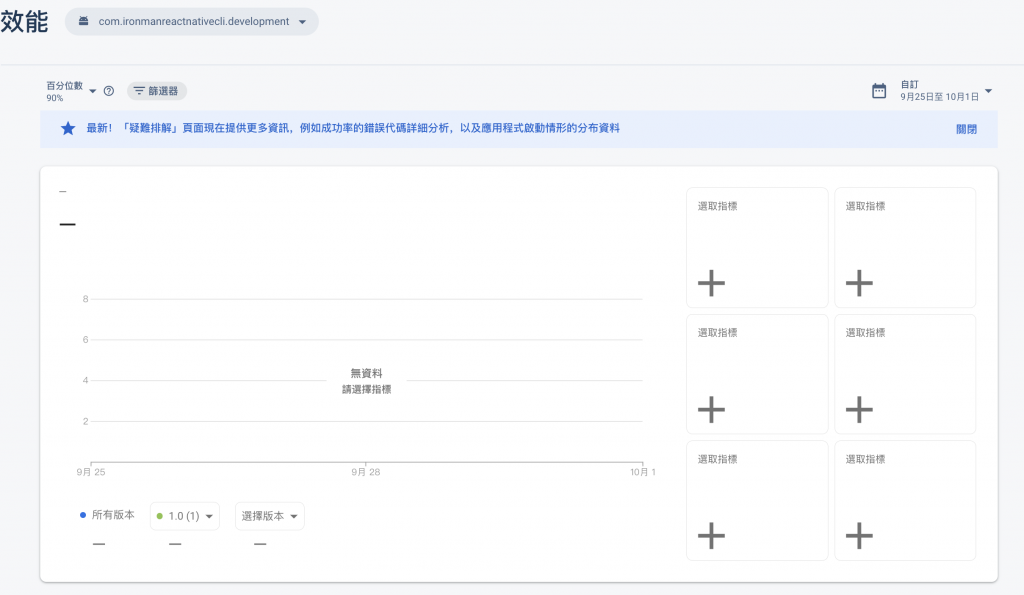 效能
com.ironmanreactnativecli.development
百分位數
90%
篩選器
自訂
9月25日至 10月1日
最新！「疑難排解」頁面現在提供更多資訊，例如成功率的錯誤代碼詳細分析，以及應用程式啟動情形的分布資料
關閉
—
—
8
6
4
2
無資料
請選擇指標
9月 25
9月 28
10月 1
所有版本
1.0 (1)
選擇版本
—
—
—
選取指標
選取指標
選取指標
選取指標
選取指標
選取指標